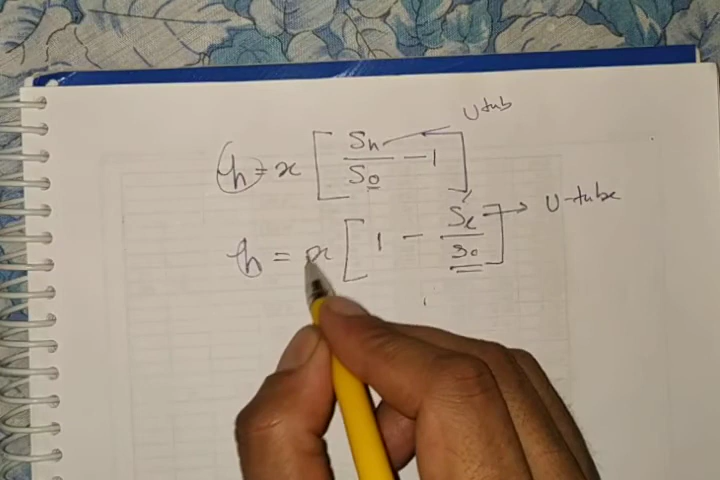 U tub
h = x [ Sh / So - 1 ]
h = x [ 1 - Sl / So ] → U-tube